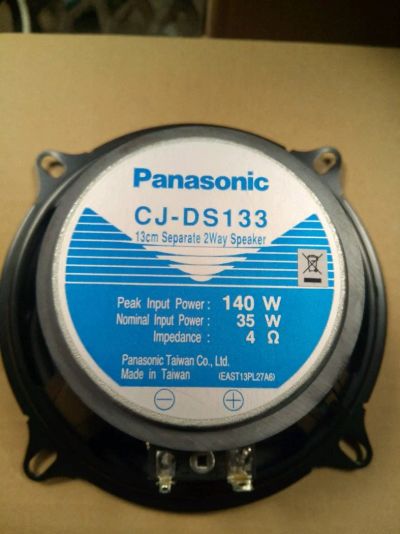 Panasonic
CJ-DS133
13cm Separate 2Way Speaker
Peak Input Power : 140 W
Nominal Input Power : 35 W
Impedance : 4 Ω
Panasonic Taiwan Co., Ltd.
Made in Taiwan (EAST13PL27A6)
⊖ ⊕